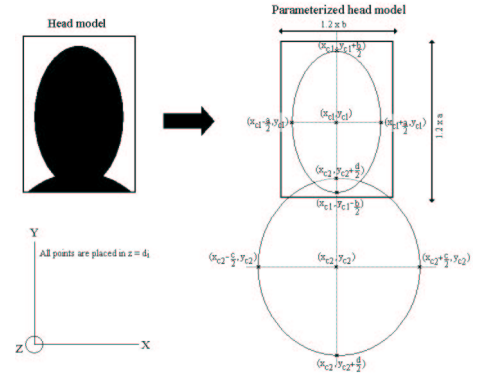 Head model
Parameterized head model
1.2 x b
(x_c1, y_c1+b/2)
(x_c1-a/2, y_c1)
(x_c1, y_c1)
(x_c1+a/2, y_c1)
1.2 x a
(x_c2, y_c2+d/2)
(x_c1, y_c1-b/2)
Y
All points are placed in z = d_i
(x_c2-c/2, y_c2)
(x_c2, y_c2)
(x_c2+c/2, y_c2)
Z
X
(x_c2, y_c2+d/2)